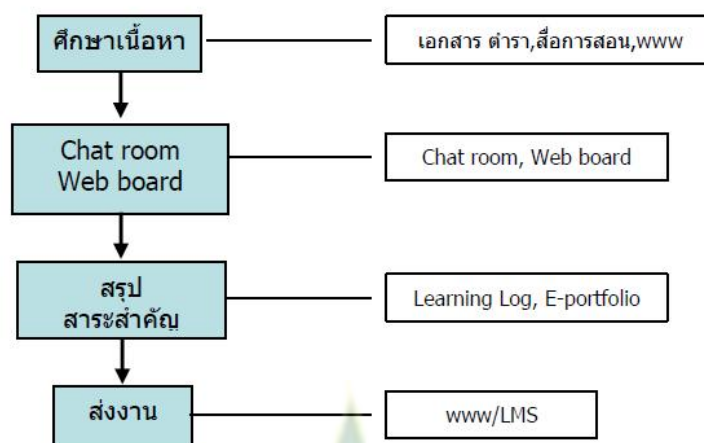 ศึกษาเนื้อหา
เอกสาร ตำรา,สื่อการสอน,www
Chat room
Web board
Chat room, Web board
สรุป
สาระสำคัญ
Learning Log, E-portfolio
ส่งงาน
www/LMS